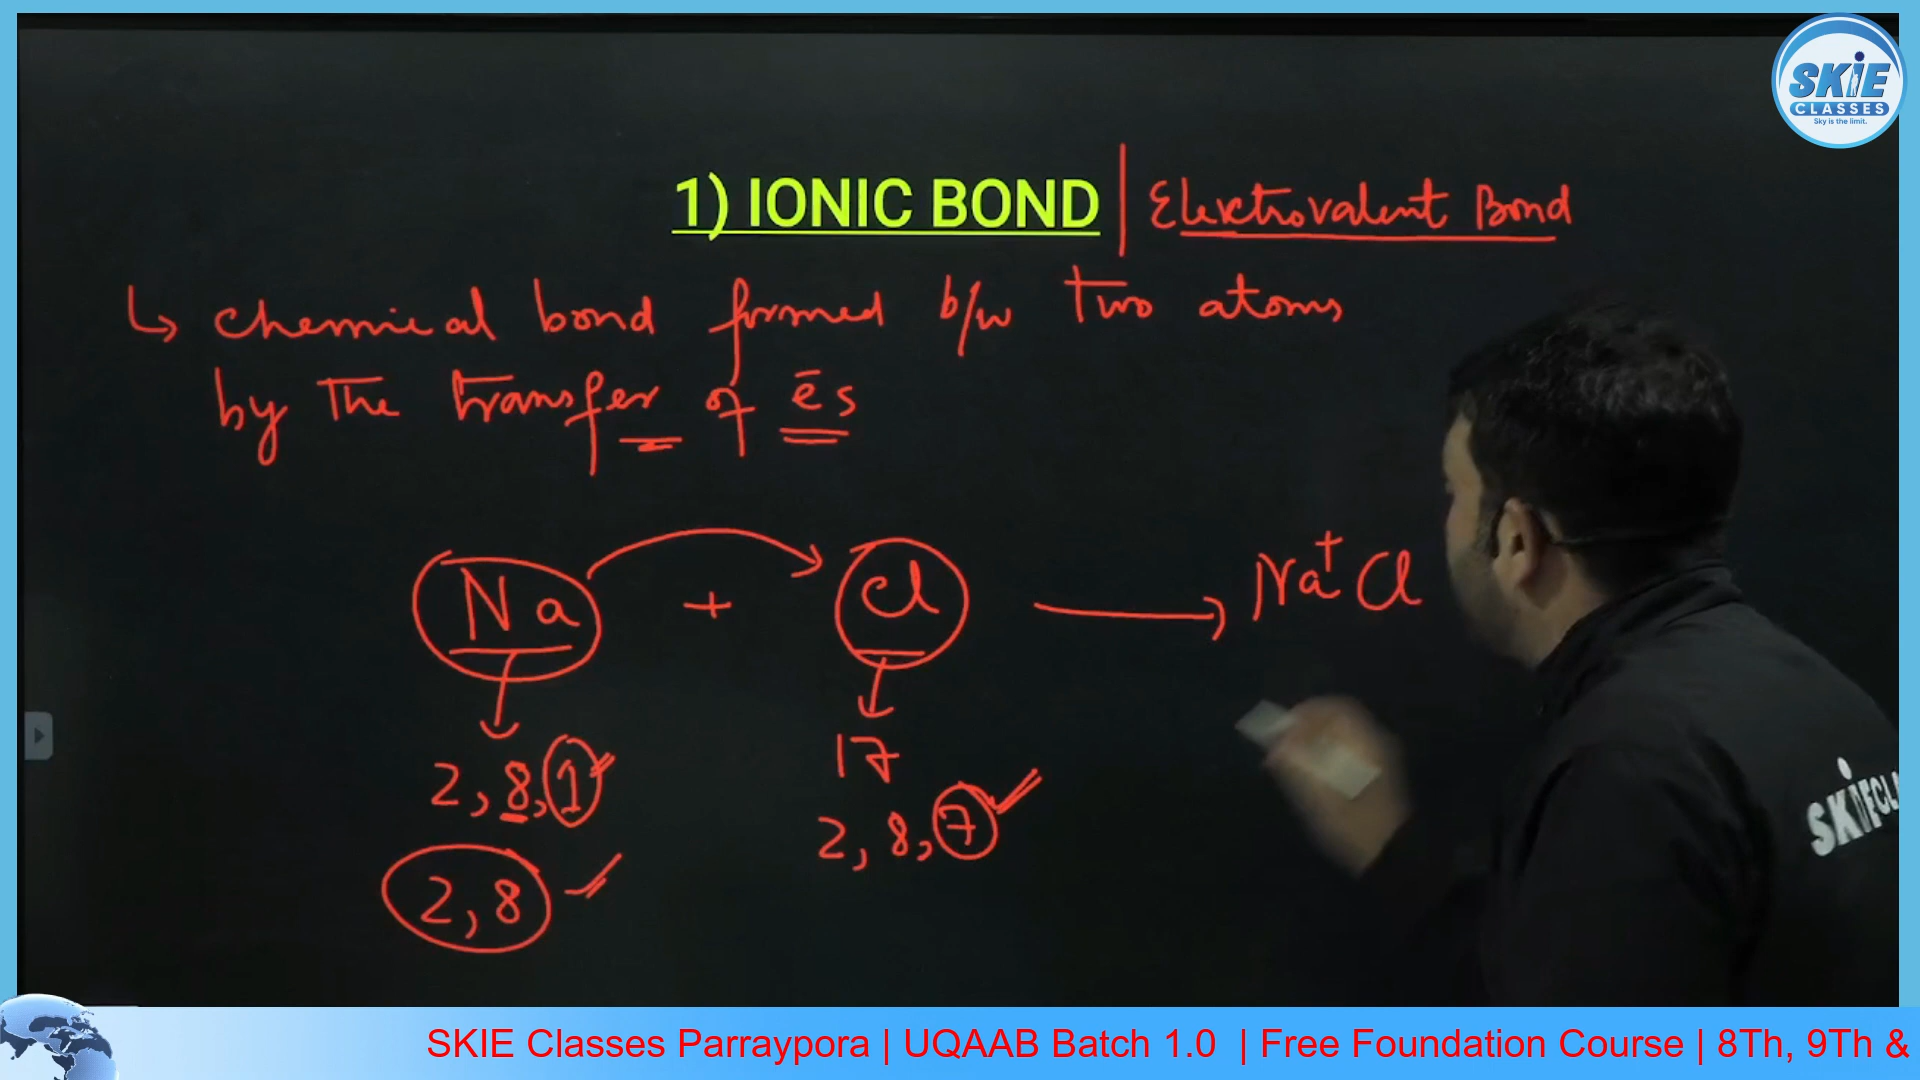 SKiE
CLASSES
Sky is the limit.
1) IONIC BOND | Electrovalent Bond
↳ chemical bond formed b/w two atoms
by the transfer of ēs
Na + Cl → Na⁺Cl
2, 8, 1
17
2, 8, 7
2, 8
SKiECL
SKIE Classes Parraypora | UQAAB Batch 1.0 | Free Foundation Course | 8Th, 9Th &